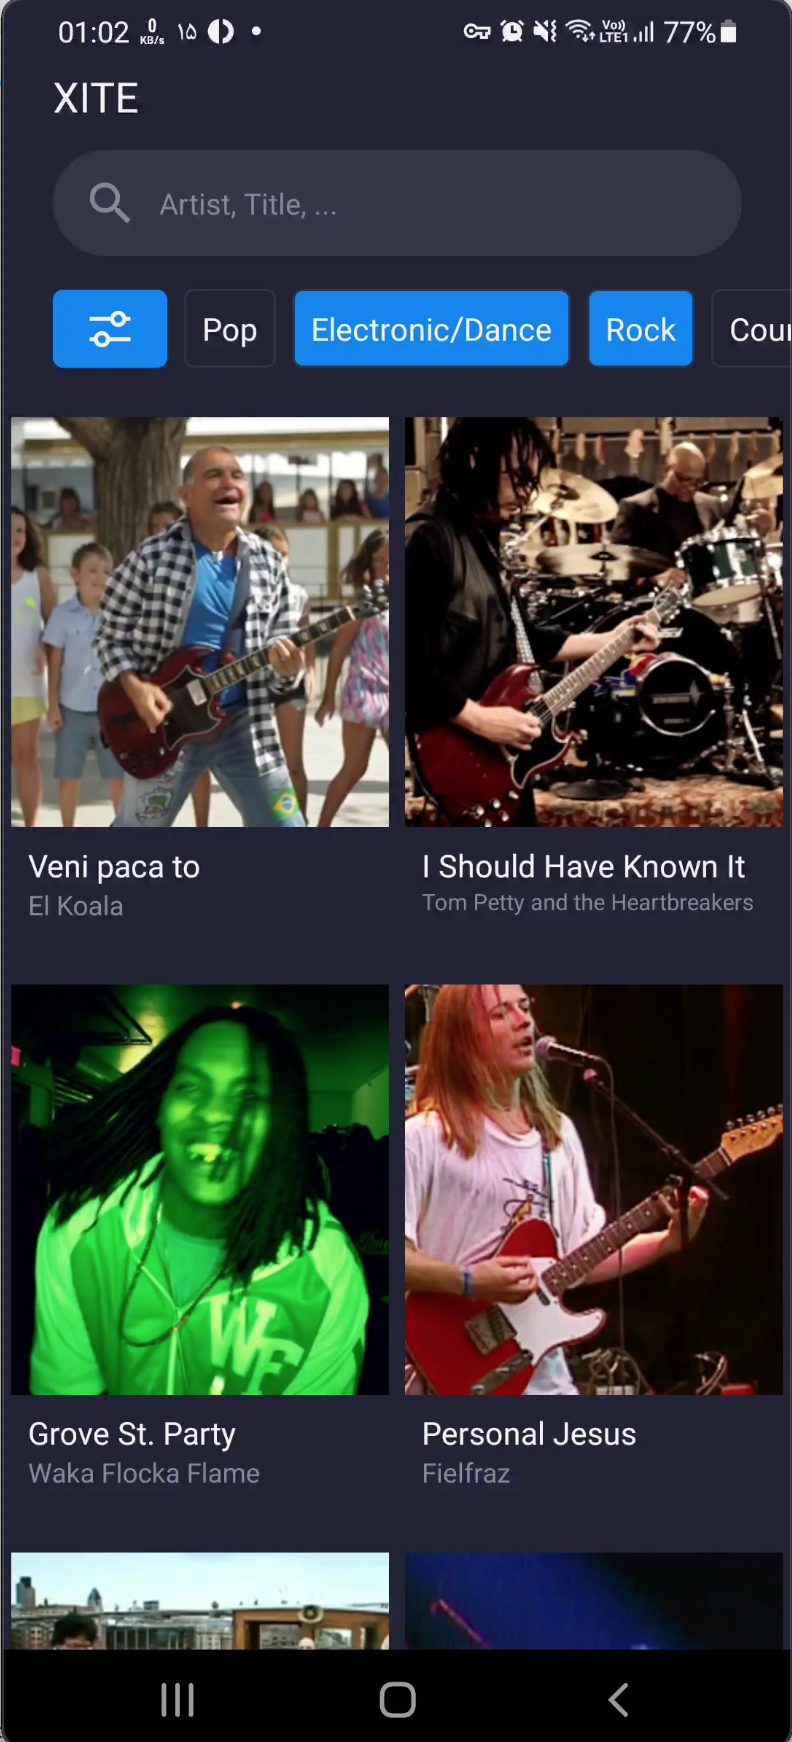 01:02 0 KB/s ۱۵ Vo)) LTE1 77%
XITE
Artist, Title, ...
Pop Electronic/Dance Rock Cou
Veni paca to
El Koala
I Should Have Known It
Tom Petty and the Heartbreakers
WF
Grove St. Party
Waka Flocka Flame
Personal Jesus
Fielfraz